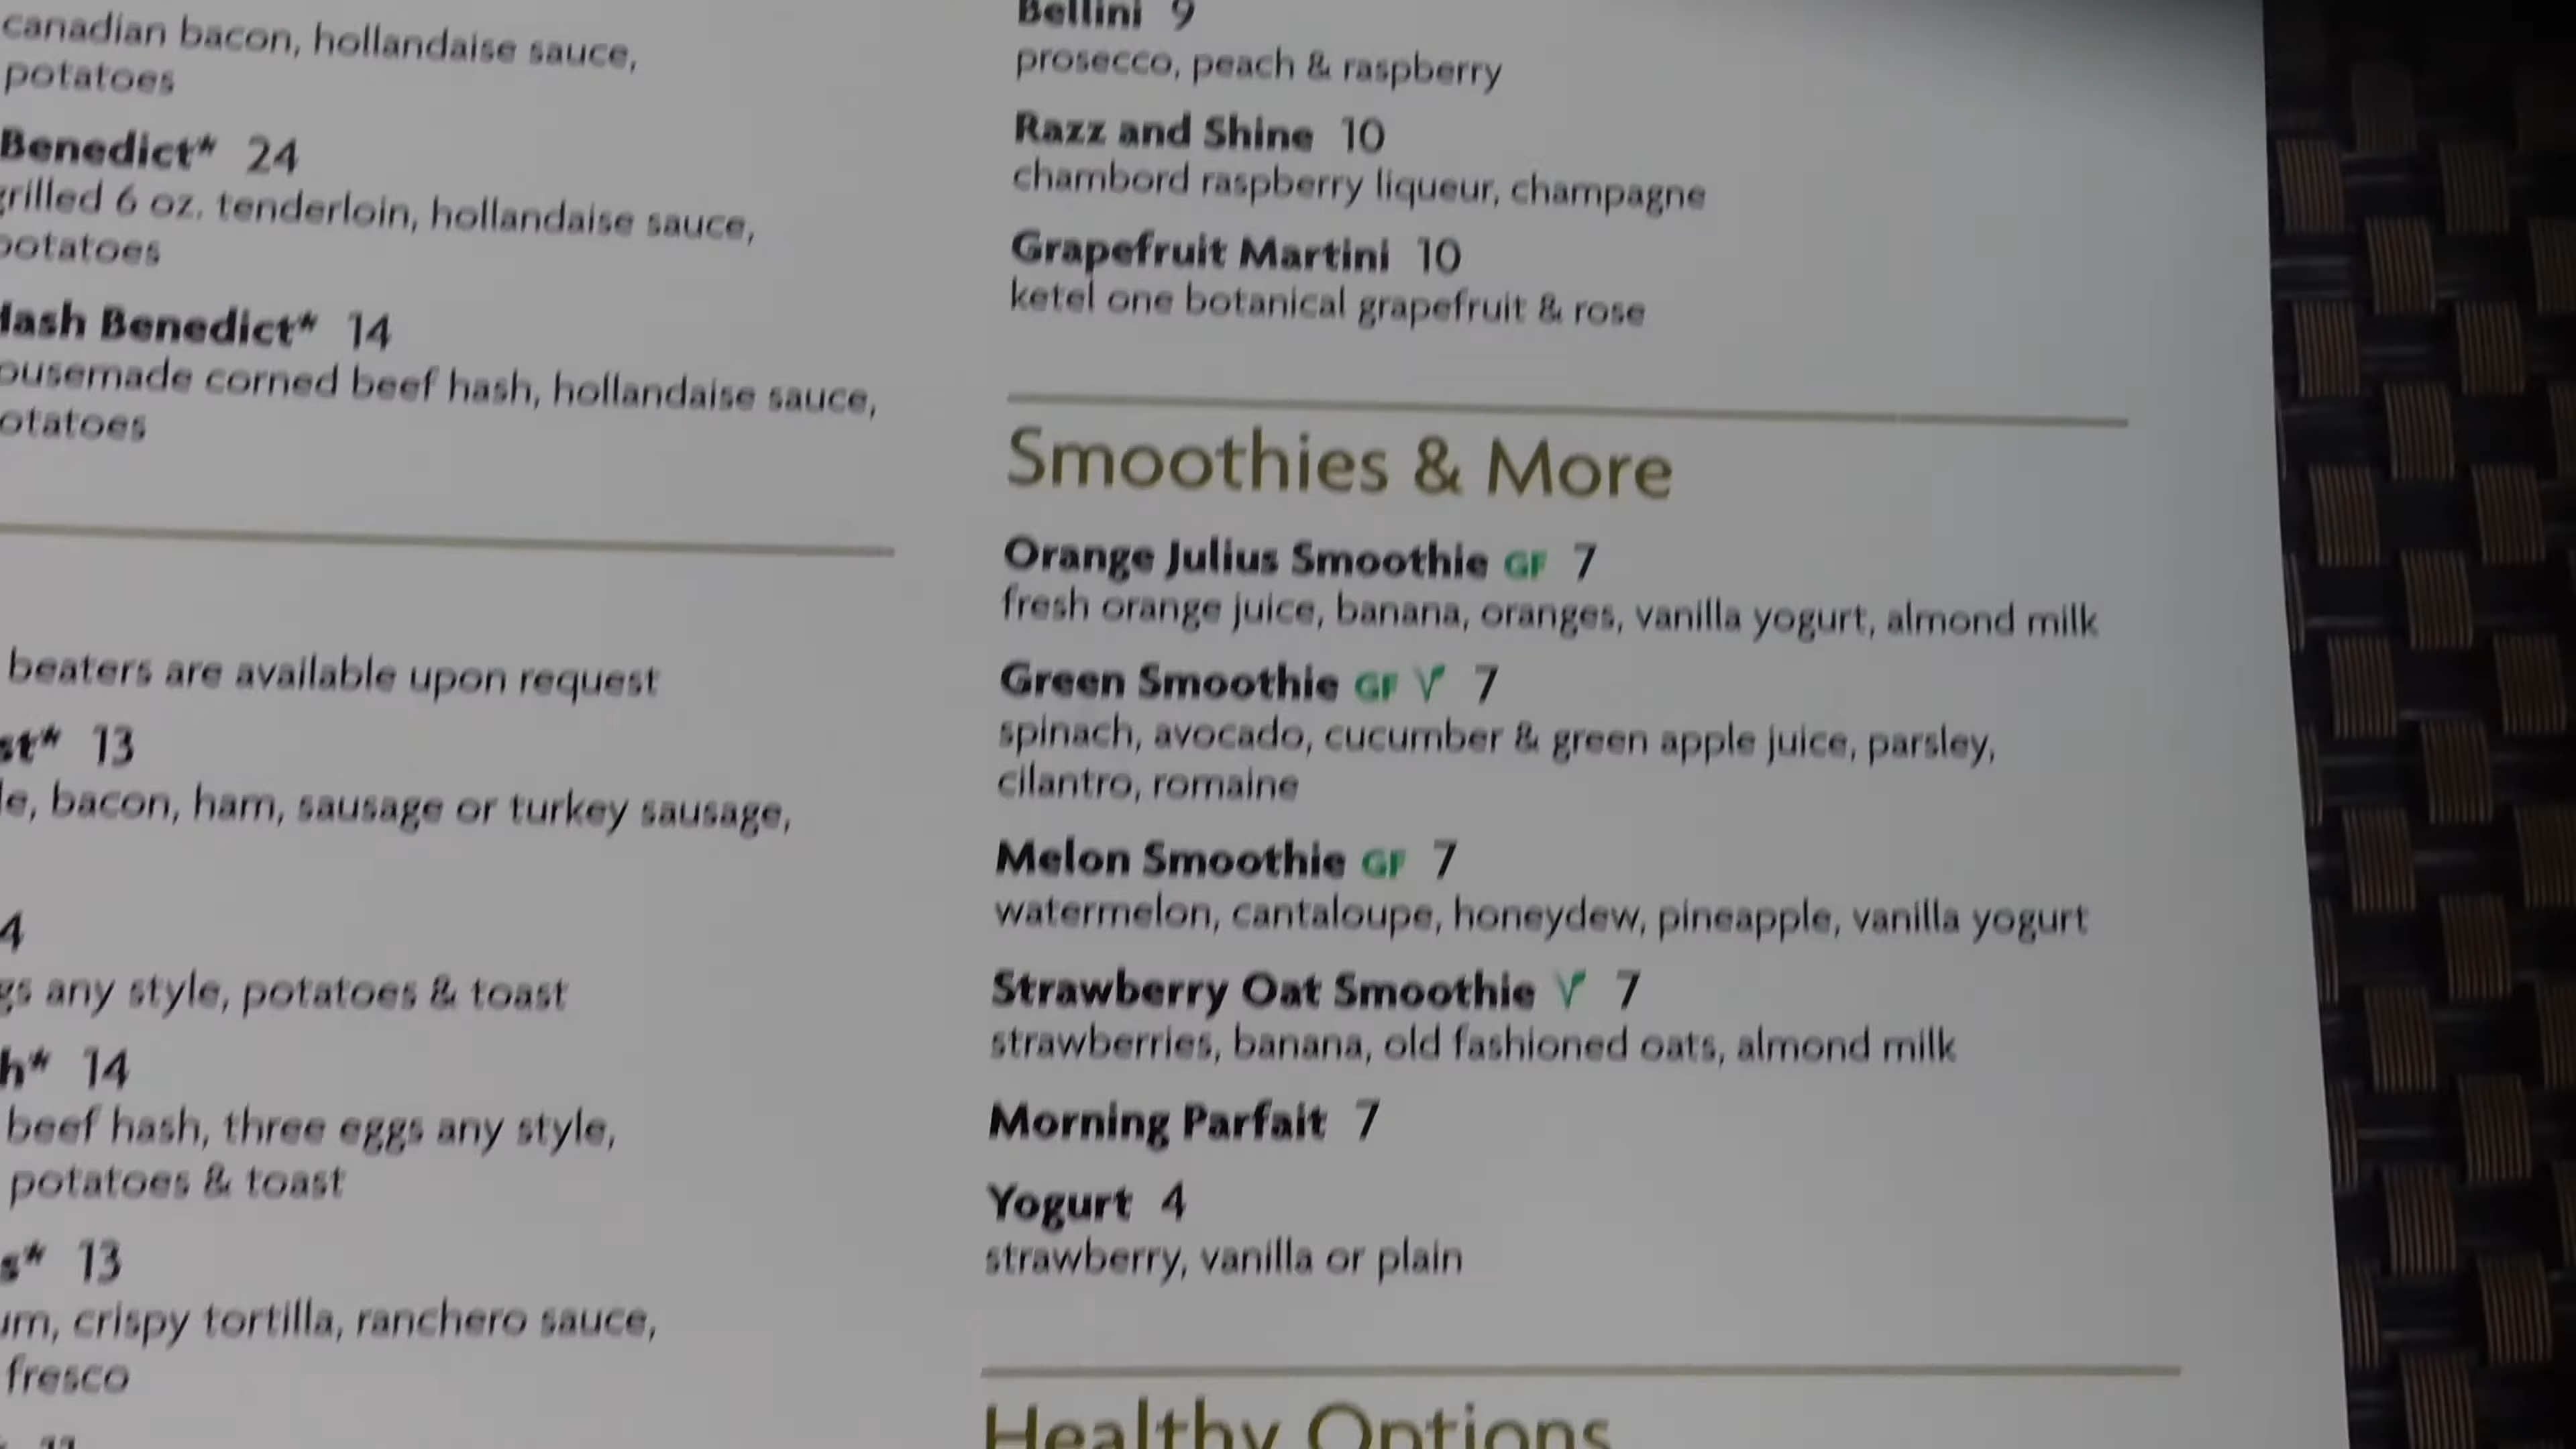 canadian bacon, hollandaise sauce,
potatoes
Benedict* 24
grilled 6 oz. tenderloin, hollandaise sauce,
potatoes
Hash Benedict* 14
housemade corned beef hash, hollandaise sauce,
potatoes
beaters are available upon request
st* 13
le, bacon, ham, sausage or turkey sausage,
4
gs any style, potatoes & toast
h* 14
beef hash, three eggs any style,
potatoes & toast
s* 13
um, crispy tortilla, ranchero sauce,
fresco
Bellini 9
prosecco, peach & raspberry
Razz and Shine 10
chambord raspberry liqueur, champagne
Grapefruit Martini 10
ketel one botanical grapefruit & rose
Smoothies & More
Orange Julius Smoothie GF 7
fresh orange juice, banana, oranges, vanilla yogurt, almond milk
Green Smoothie GF V 7
spinach, avocado, cucumber & green apple juice, parsley,
cilantro, romaine
Melon Smoothie GF 7
watermelon, cantaloupe, honeydew, pineapple, vanilla yogurt
Strawberry Oat Smoothie V 7
strawberries, banana, old fashioned oats, almond milk
Morning Parfait 7
Yogurt 4
strawberry, vanilla or plain
Healthy Options